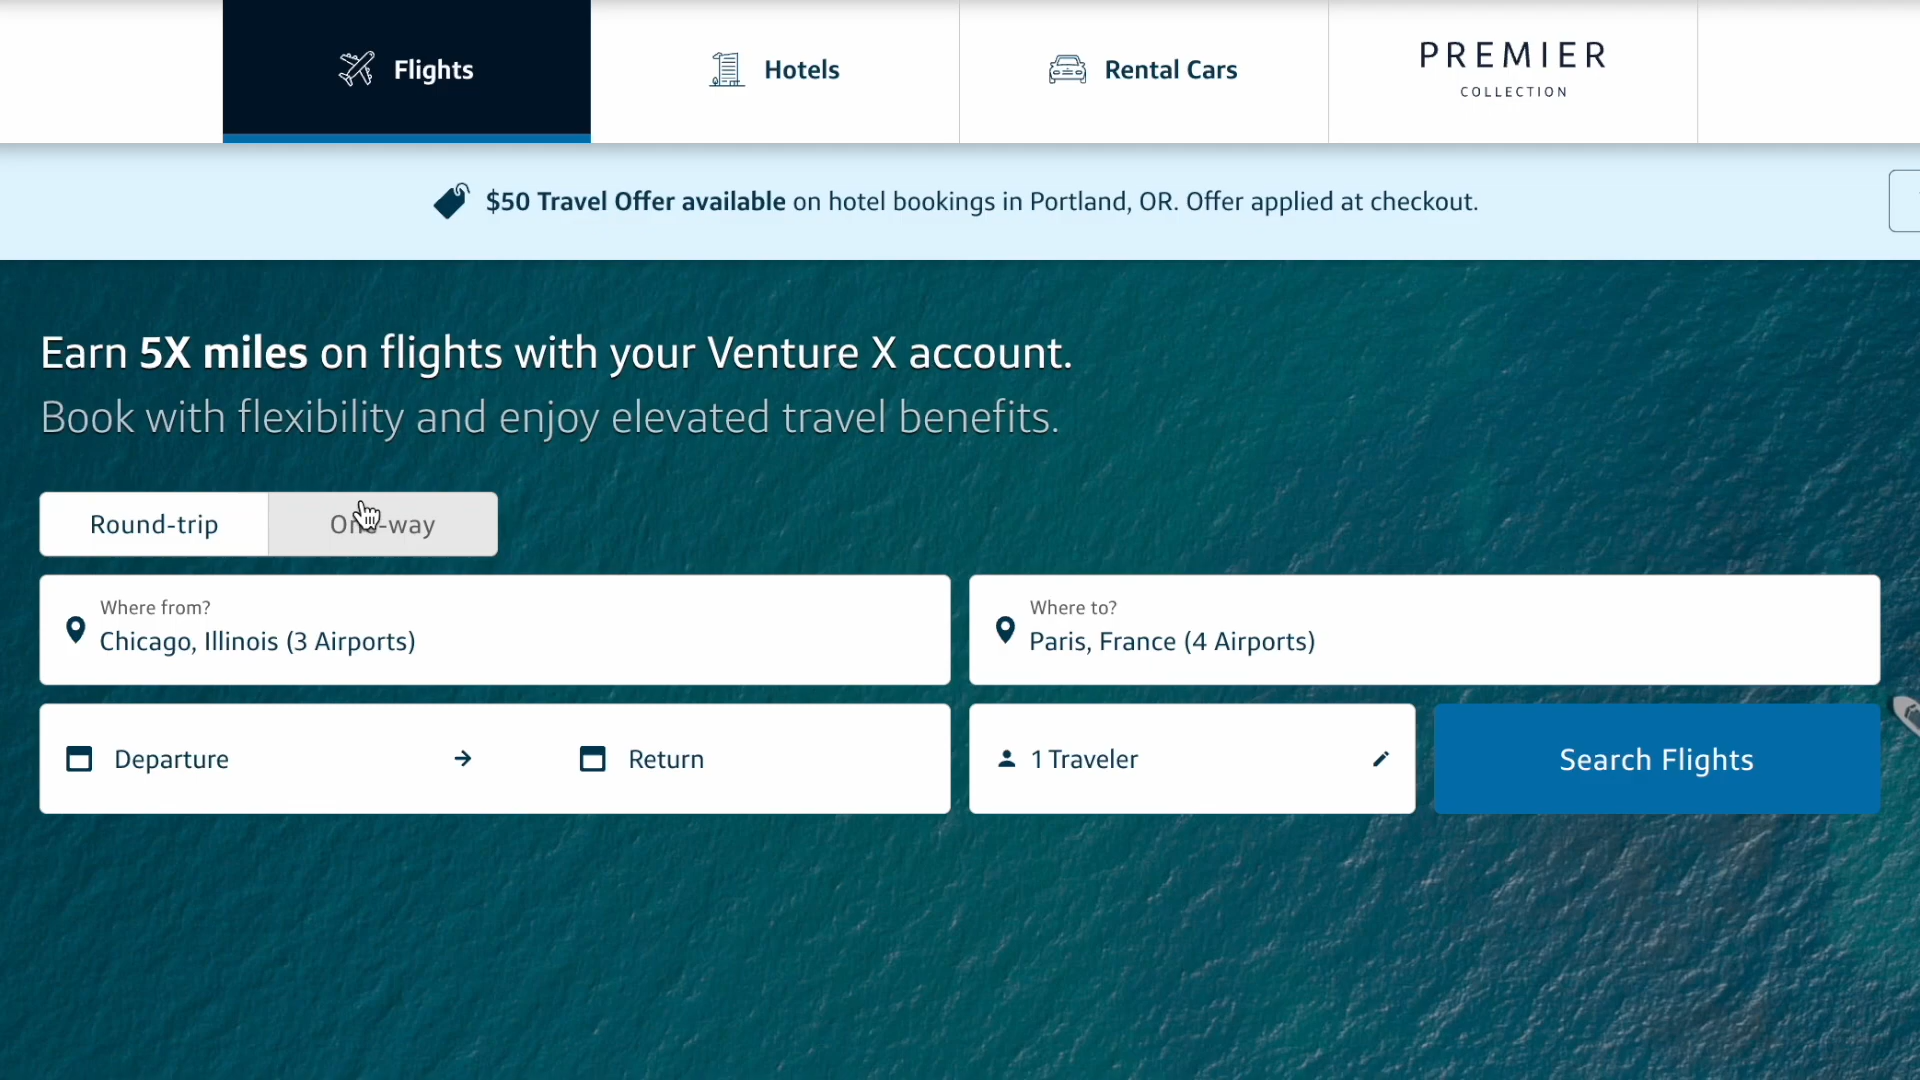 Flights
Hotels
Rental Cars
PREMIER
COLLECTION
$50 Travel Offer available on hotel bookings in Portland, OR. Offer applied at checkout.
Earn 5X miles on flights with your Venture X account.
Book with flexibility and enjoy elevated travel benefits.
Round-trip
One-way
Where from?
Chicago, Illinois (3 Airports)
Where to?
Paris, France (4 Airports)
Departure
Return
1 Traveler
Search Flights